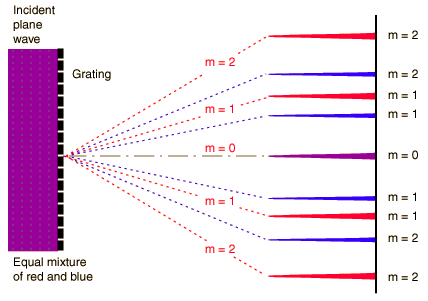 Incident
plane
wave
Grating
m = 2
m = 1
m = 0
m = 1
m = 2
m = 2
m = 2
m = 1
m = 1
m = 0
m = 1
m = 1
m = 2
m = 2
Equal mixture
of red and blue